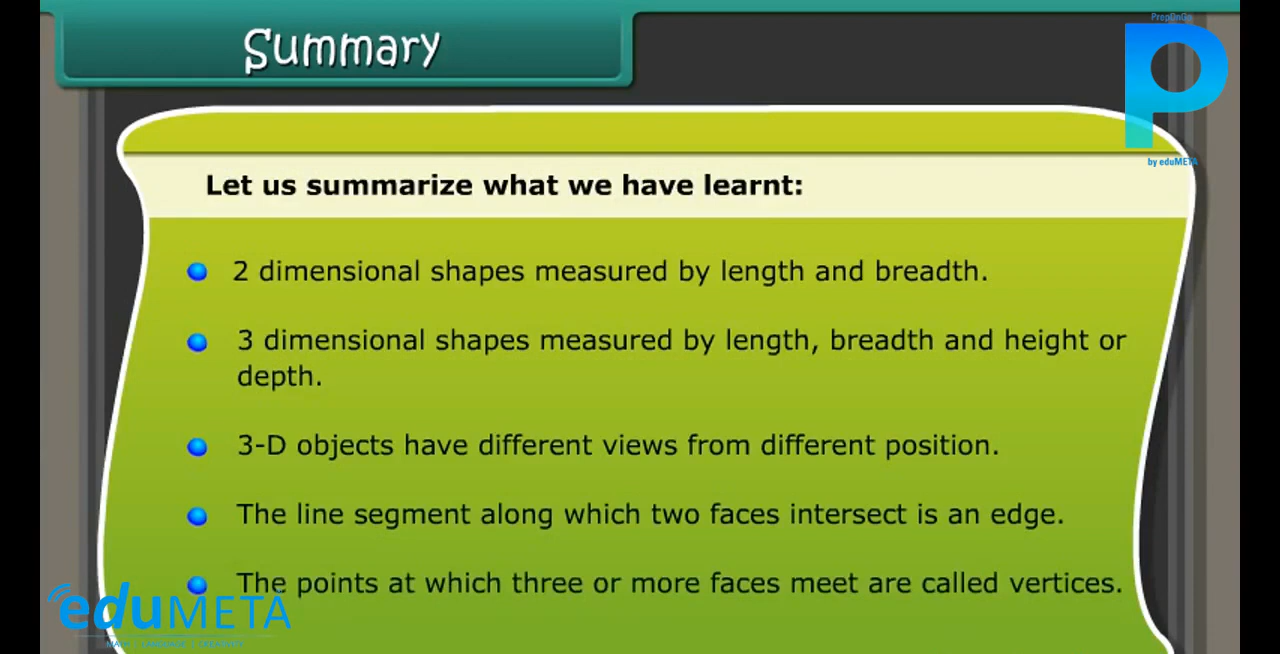 Summary
PropOnGo
P
by eduMETA
Let us summarize what we have learnt:
2 dimensional shapes measured by length and breadth.
3 dimensional shapes measured by length, breadth and height or
depth.
3-D objects have different views from different position.
The line segment along which two faces intersect is an edge.
The points at which three or more faces meet are called vertices.
eduMETA